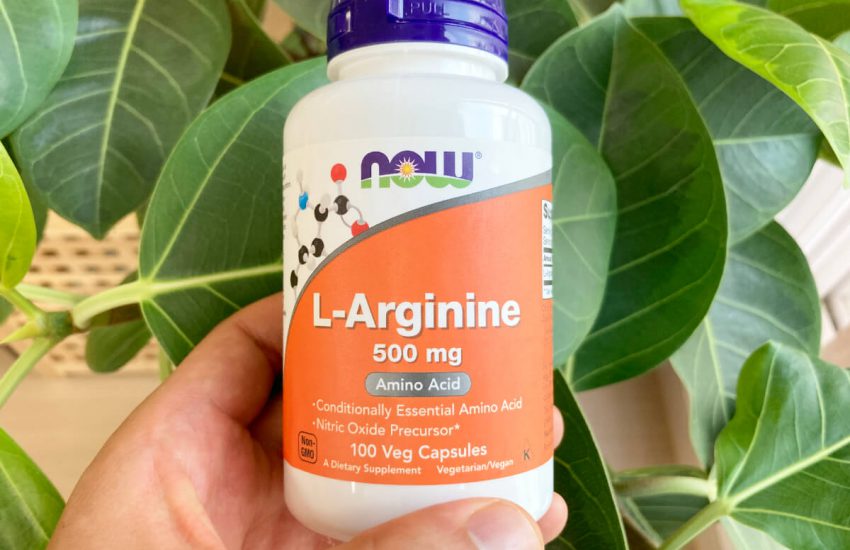 PULL
NOW®
L-Arginine
500 mg
Amino Acid
•Conditionally Essential Amino Acid
•Nitric Oxide Precursor*
Non-
GMO
100 Veg Capsules
A Dietary Supplement Vegetarian/Vegan
K